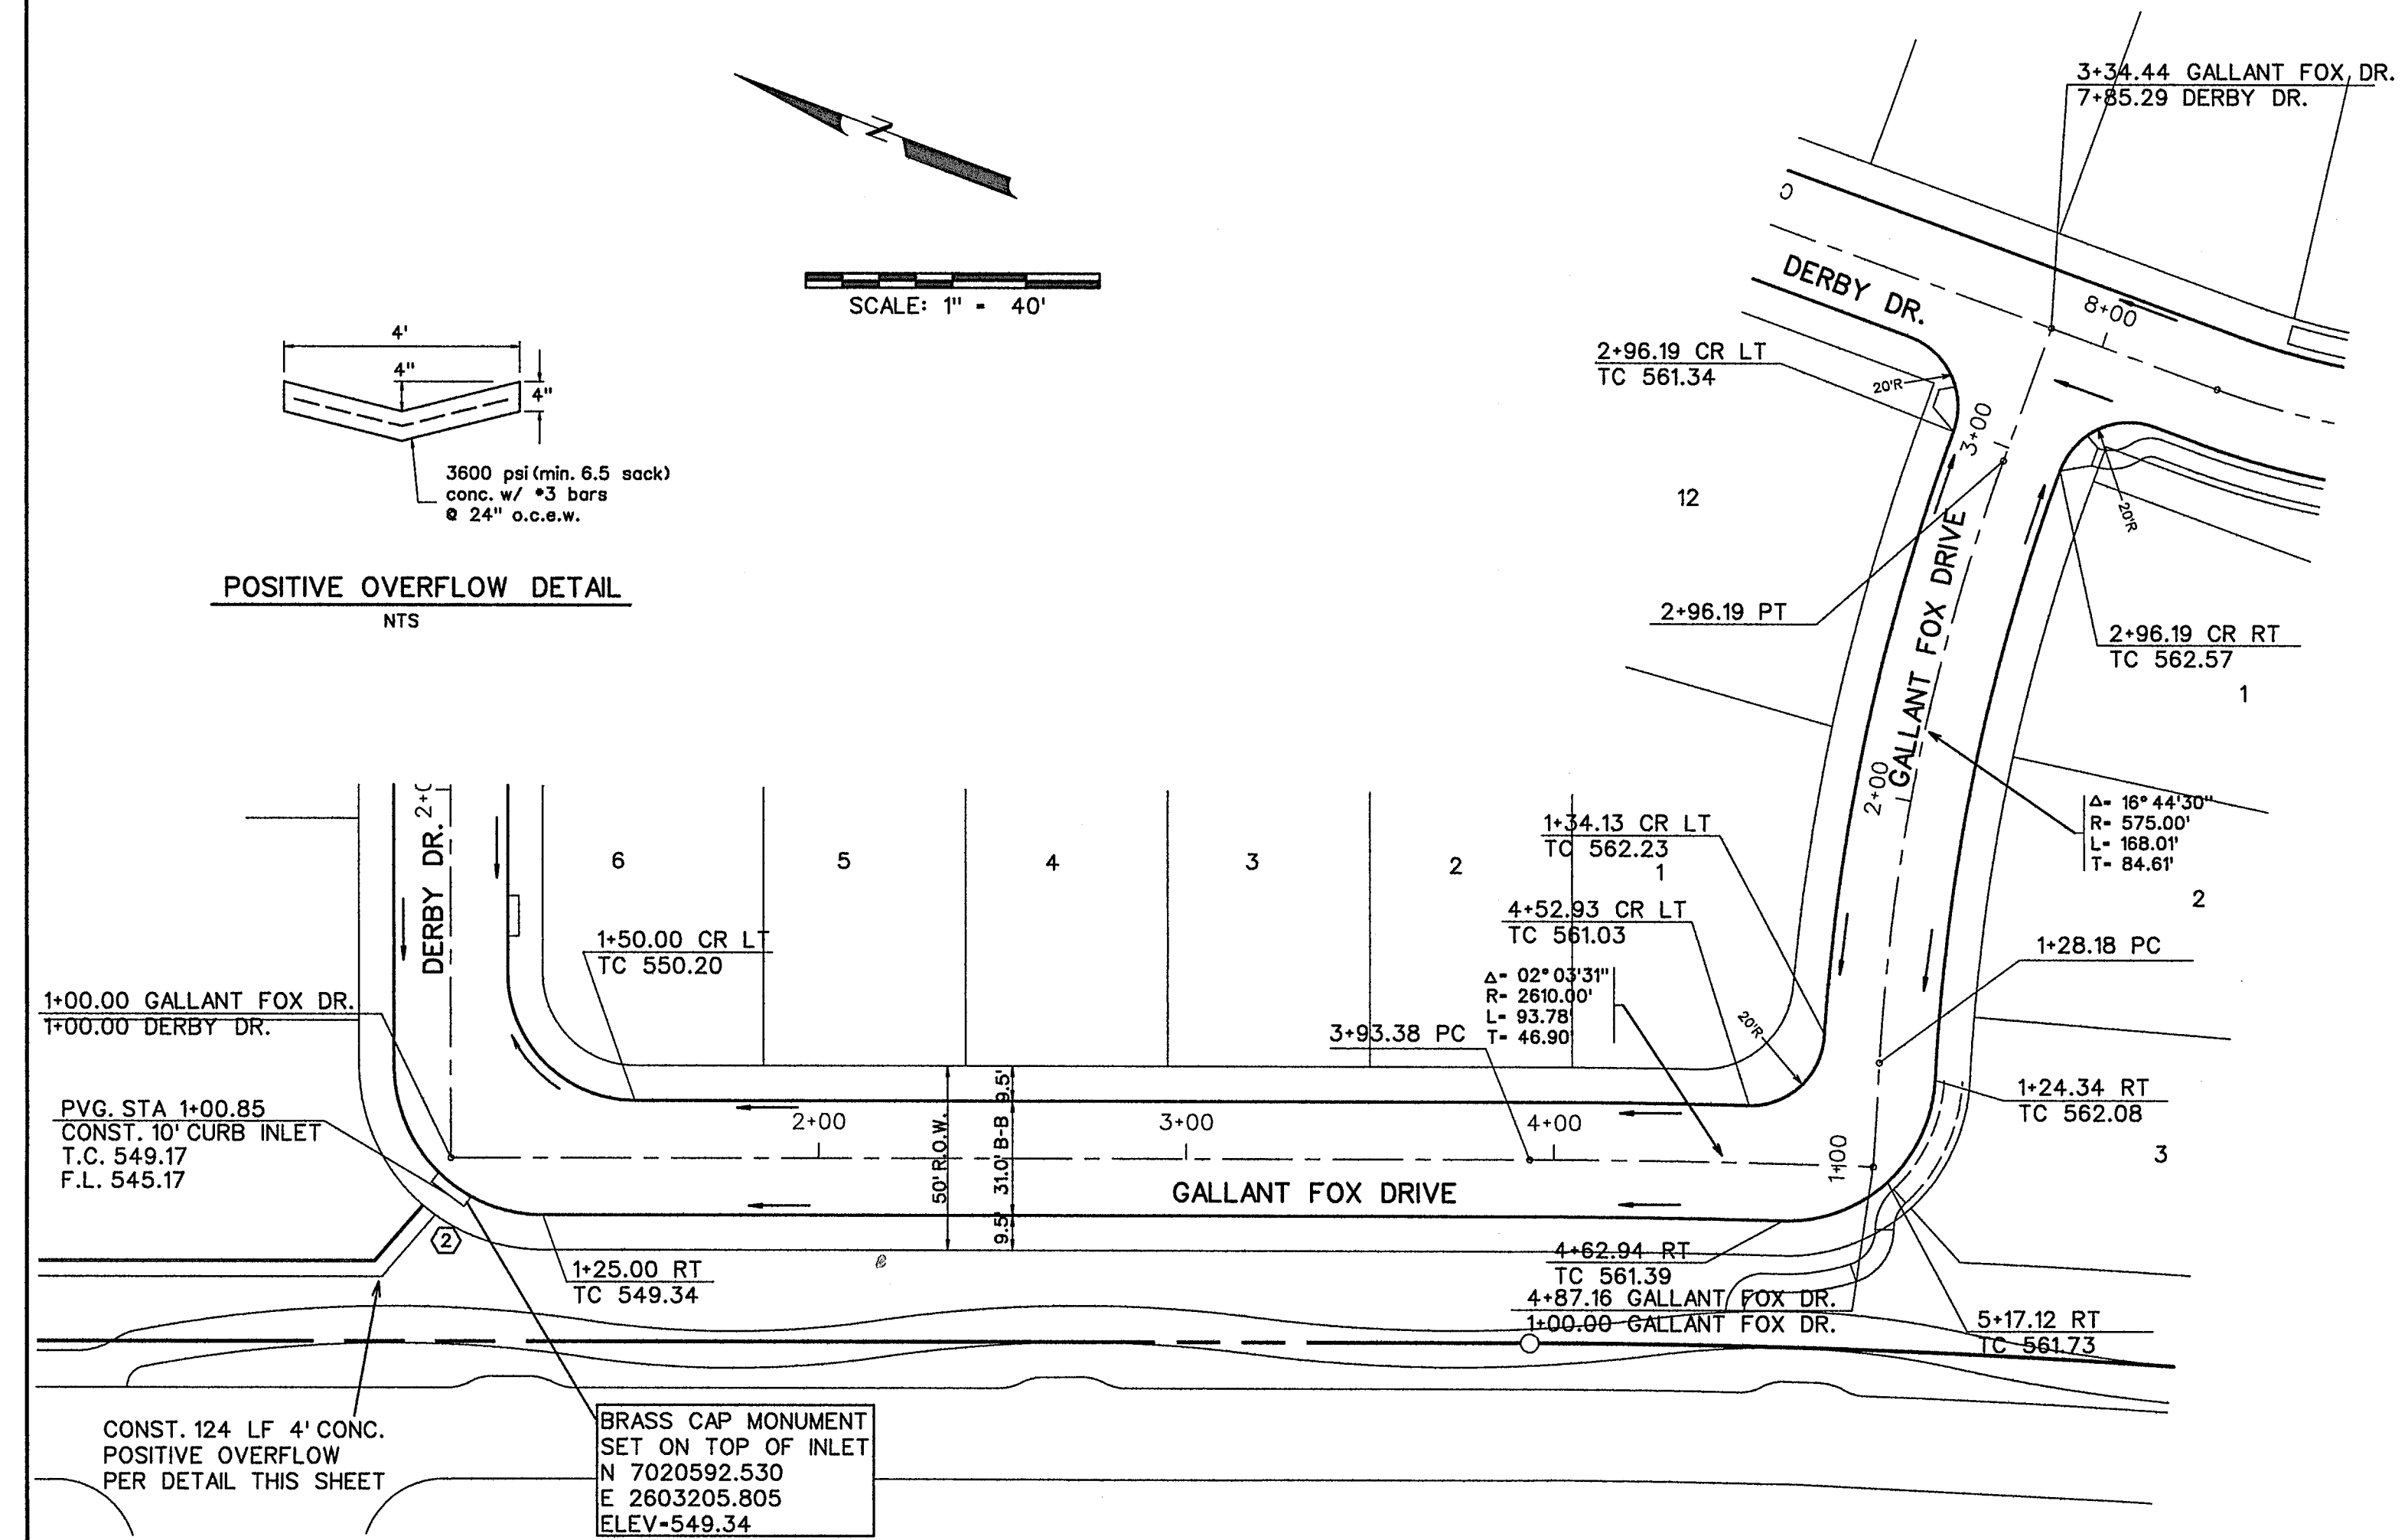 3+34.44 GALLANT FOX DR.
7+85.29 DERBY DR.
N
SCALE: 1" = 40'
DERBY DR.
8+00
4'
4"
4"
3600 psi (min. 6.5 sack)
conc. w/ #3 bars
@ 24" o.c.e.w.
POSITIVE OVERFLOW DETAIL
NTS
2+96.19 CR LT
TC 561.34
20'R
3+00
20'R
12
GALLANT FOX DRIVE
2+96.19 PT
2+96.19 CR RT
TC 562.57
1
2+00
Δ= 16°44'30"
R= 575.00'
L= 168.01'
T= 84.61'
2
DERBY DR.
6
5
4
3
2
1
1+34.13 CR LT
TC 562.23
4+52.93 CR LT
TC 561.03
1+50.00 CR LT
TC 550.20
1+28.18 PC
Δ= 02°03'31"
R= 2610.00'
L= 93.78'
T= 46.90'
20'R
3+93.38 PC
1+00.00 GALLANT FOX DR.
1+00.00 DERBY DR.
PVG. STA 1+00.85
CONST. 10' CURB INLET
T.C. 549.17
F.L. 545.17
2+00
3+00
4+00
1+00
50' R.O.W.
9.5'
31.0' B-B
9.5'
GALLANT FOX DRIVE
1+24.34 RT
TC 562.08
3
2
1+25.00 RT
TC 549.34
4+62.94 RT
TC 561.39
4+87.16 GALLANT FOX DR.
1+00.00 GALLANT FOX DR.
5+17.12 RT
TC 561.73
CONST. 124 LF 4' CONC.
POSITIVE OVERFLOW
PER DETAIL THIS SHEET
BRASS CAP MONUMENT
SET ON TOP OF INLET
N 7020592.530
E 2603205.805
ELEV=549.34